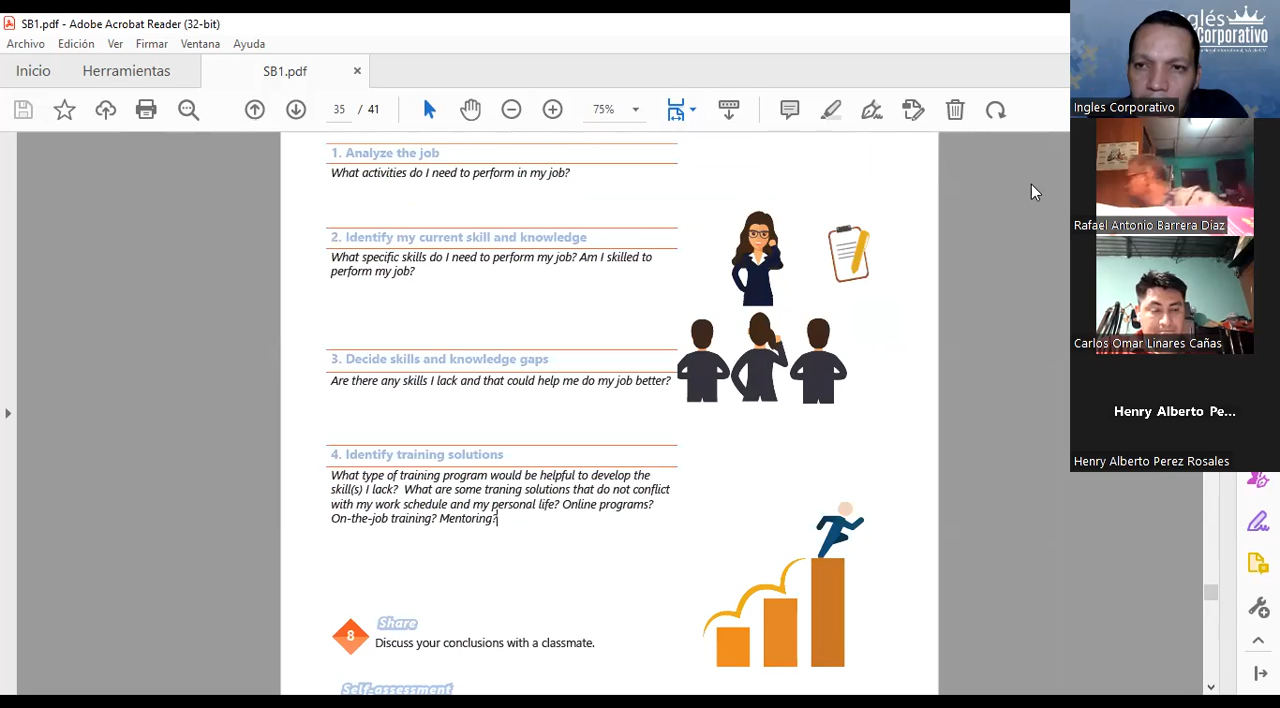 SB1.pdf - Adobe Acrobat Reader (32-bit)
Archivo Edición Ver Firmar Ventana Ayuda
Inicio Herramientas SB1.pdf ×
35 / 41 75%
1. Analyze the job
What activities do I need to perform in my job?
2. Identify my current skill and knowledge
What specific skills do I need to perform my job? Am I skilled to
perform my job?
3. Decide skills and knowledge gaps
Are there any skills I lack and that could help me do my job better?
4. Identify training solutions
What type of training program would be helpful to develop the
skill(s) I lack? What are some traning solutions that do not conflict
with my work schedule and my personal life? Online programs?
On-the-job training? Mentoring?
8 Share
Discuss your conclusions with a classmate.
Self-assessment
Inglés
Corporativo
Ingles Corporativo
Rafael Antonio Barrera Diaz
Carlos Omar Linares Cañas
Henry Alberto Pe...
Henry Alberto Perez Rosales